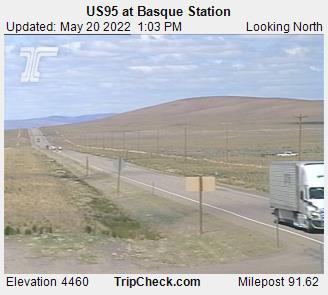 US95 at Basque Station
Updated: May 20 2022 1:03 PM Looking North
Elevation 4460 TripCheck.com Milepost 91.62